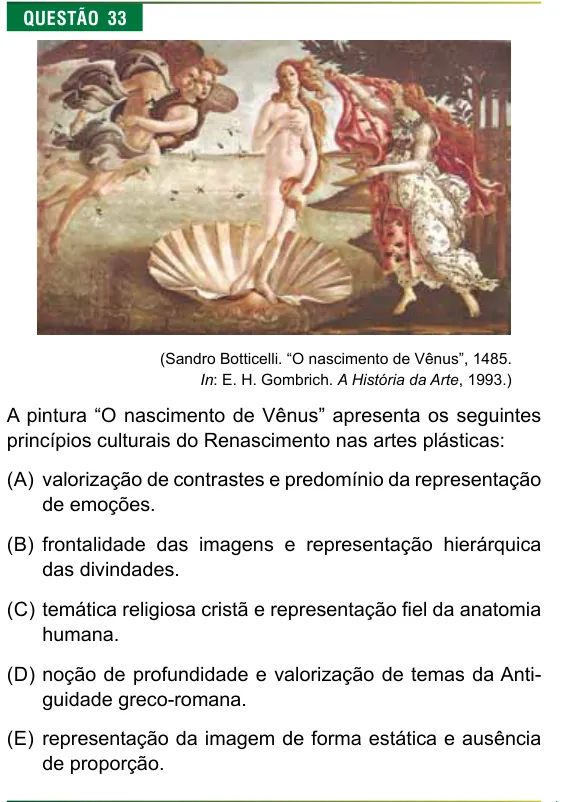 QUESTÃO 33
(Sandro Botticelli. “O nascimento de Vênus”, 1485.
In: E. H. Gombrich. A História da Arte, 1993.)
A pintura “O nascimento de Vênus” apresenta os seguintes
princípios culturais do Renascimento nas artes plásticas:
(A) valorização de contrastes e predomínio da representação
de emoções.
(B) frontalidade das imagens e representação hierárquica
das divindades.
(C) temática religiosa cristã e representação fiel da anatomia
humana.
(D) noção de profundidade e valorização de temas da Anti-
guidade greco-romana.
(E) representação da imagem de forma estática e ausência
de proporção.